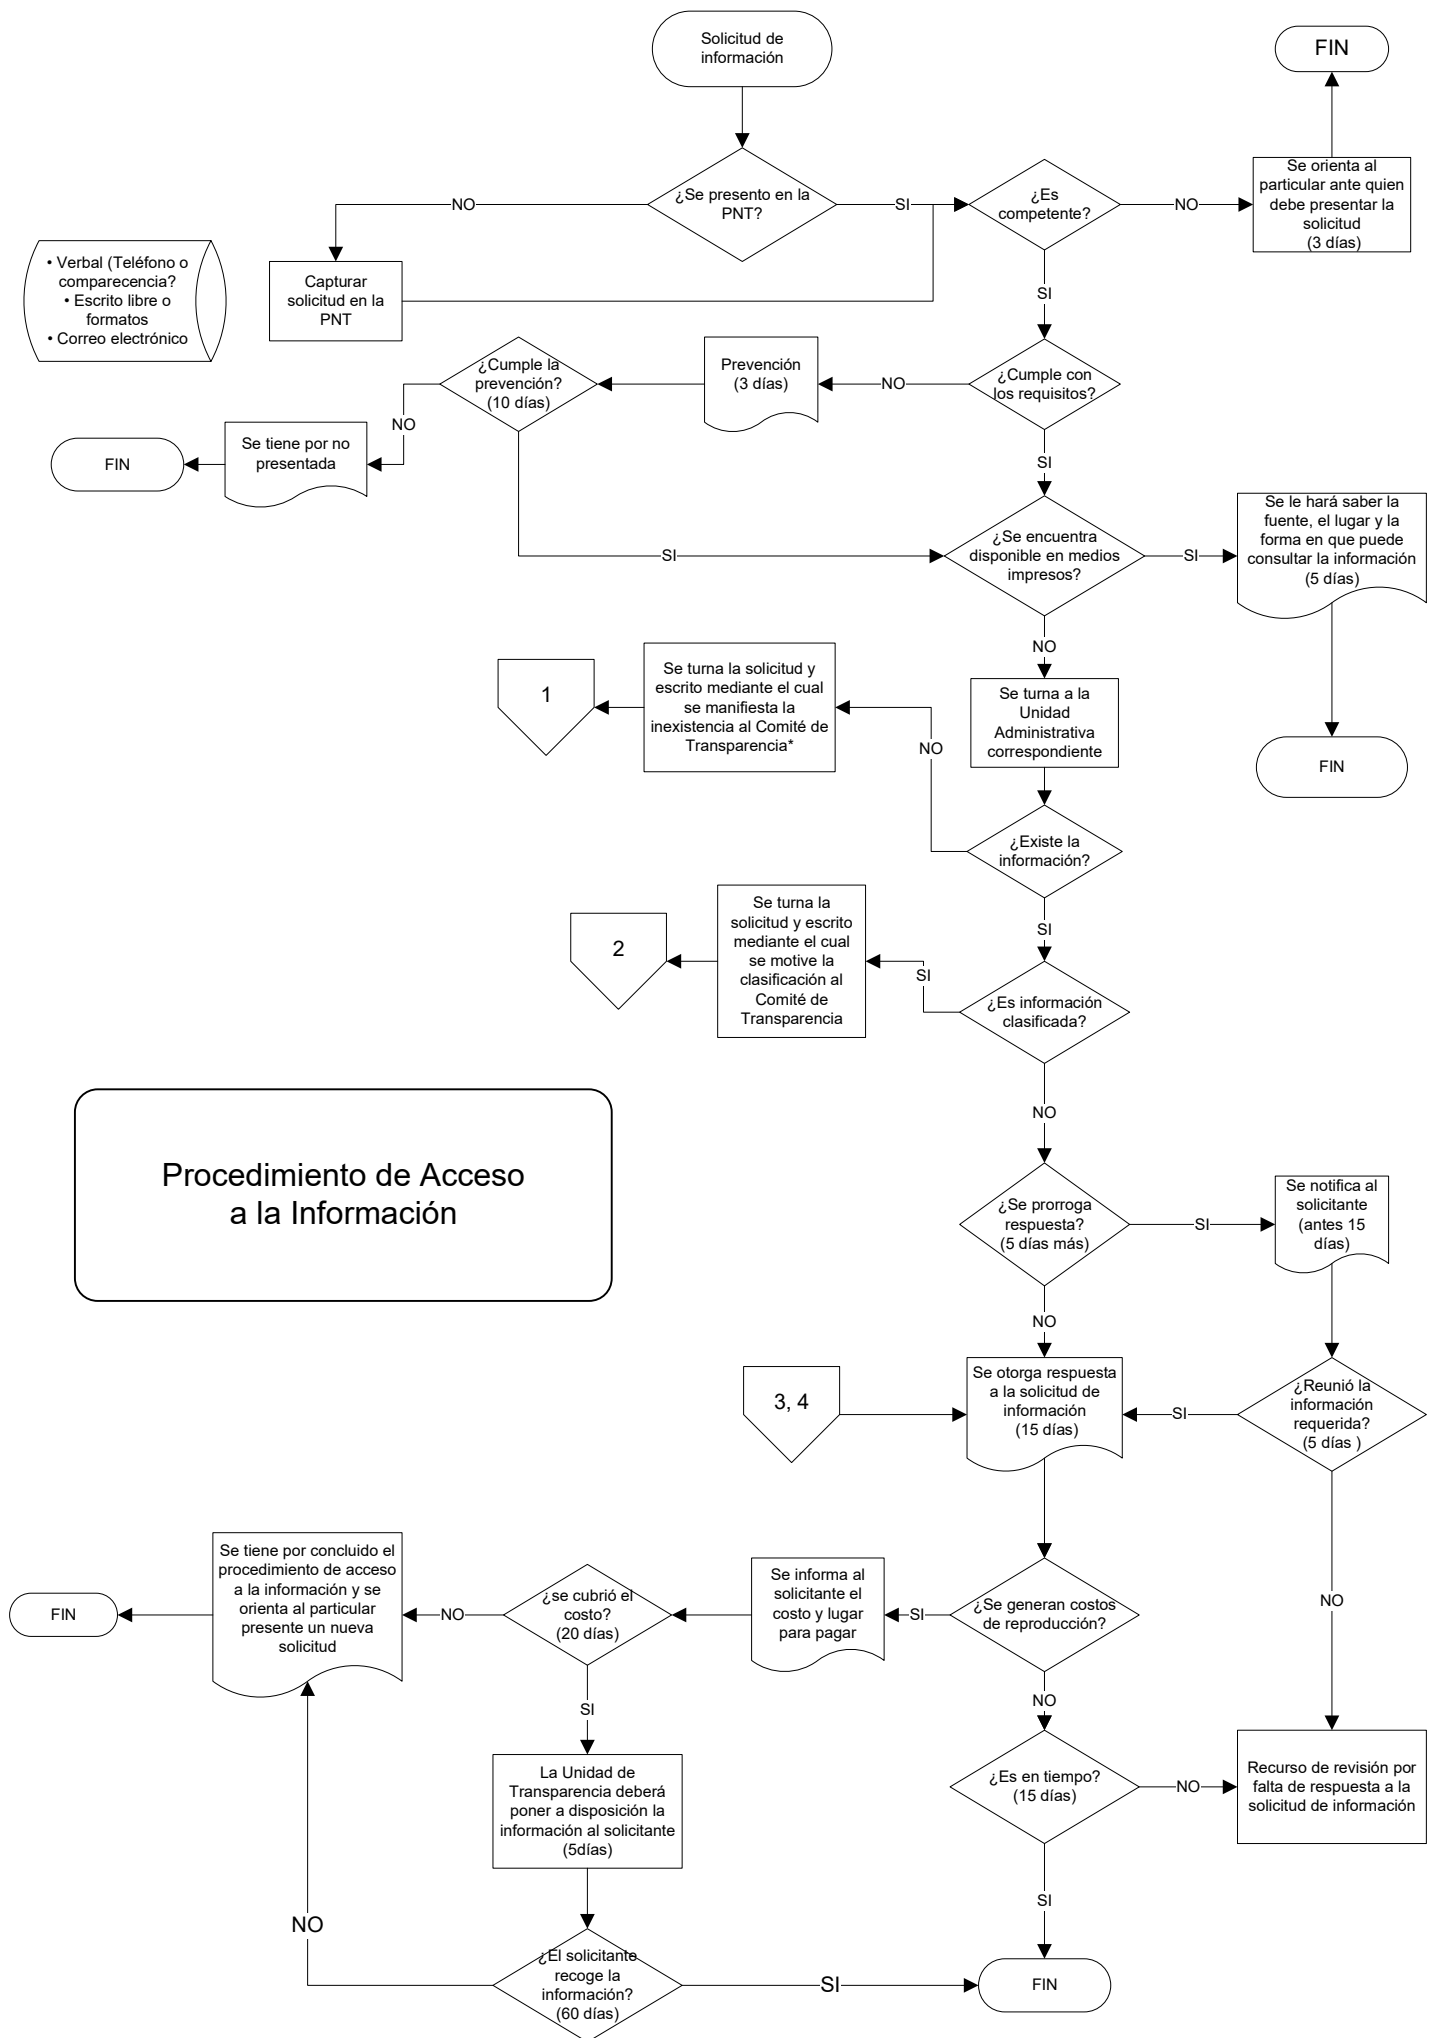 Solicitud de
información
FIN
¿Se presento en la
PNT?
NO
SI
¿Es
competente?
NO
Se orienta al
particular ante quien
debe presentar la
solicitud
(3 días)
• Verbal (Teléfono o
comparecencia?
• Escrito libre o
formatos
• Correo electrónico
Capturar
solicitud en la
PNT
SI
¿Cumple la
prevención?
(10 días)
Prevención
(3 días)
NO
¿Cumple con
los requisitos?
NO
FIN
Se tiene por no
presentada
SI
SI
¿Se encuentra
disponible en medios
impresos?
SI
Se le hará saber la
fuente, el lugar y la
forma en que puede
consultar la información
(5 días)
NO
1
Se turna la solicitud y
escrito mediante el cual
se manifiesta la
inexistencia al Comité de
Transparencia*
NO
Se turna a la
Unidad
Administrativa
correspondiente
FIN
¿Existe la
información?
SI
2
Se turna la
solicitud y escrito
mediante el cual
se motive la
clasificación al
Comité de
Transparencia
SI
¿Es información
clasificada?
NO
Procedimiento de Acceso
a la Información
¿Se prorroga
respuesta?
(5 días más)
SI
Se notifica al
solicitante
(antes 15
días)
NO
3, 4
Se otorga respuesta
a la solicitud de
información
(15 días)
SI
¿Reunió la
información
requerida?
(5 días )
NO
FIN
Se tiene por concluido el
procedimiento de acceso
a la información y se
orienta al particular
presente un nueva
solicitud
NO
¿se cubrió el
costo?
(20 días)
Se informa al
solicitante el
costo y lugar
para pagar
SI
¿Se generan costos
de reproducción?
SI
NO
La Unidad de
Transparencia deberá
poner a disposición la
información al solicitante
(5días)
¿Es en tiempo?
(15 días)
NO
Recurso de revisión por
falta de respuesta a la
solicitud de información
NO
SI
¿El solicitante
recoge la
información?
(60 días)
SI
FIN